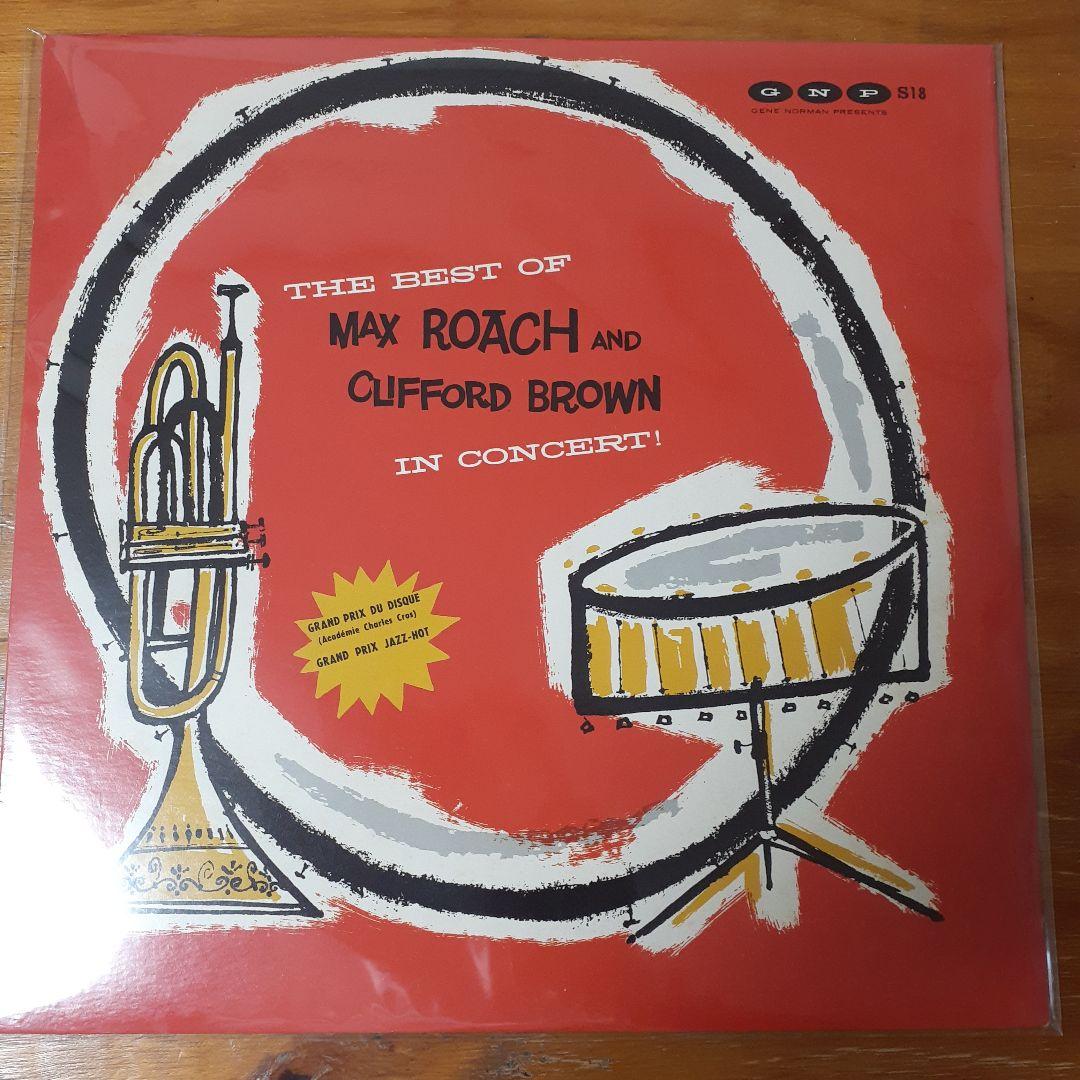 GNP S18
GENE NORMAN PRESENTS
THE BEST OF
MAX ROACH AND
CLIFFORD BROWN
IN CONCERT!
GRAND PRIX DU DISQUE
(Académie Charles Cros)
GRAND PRIX JAZZ-HOT